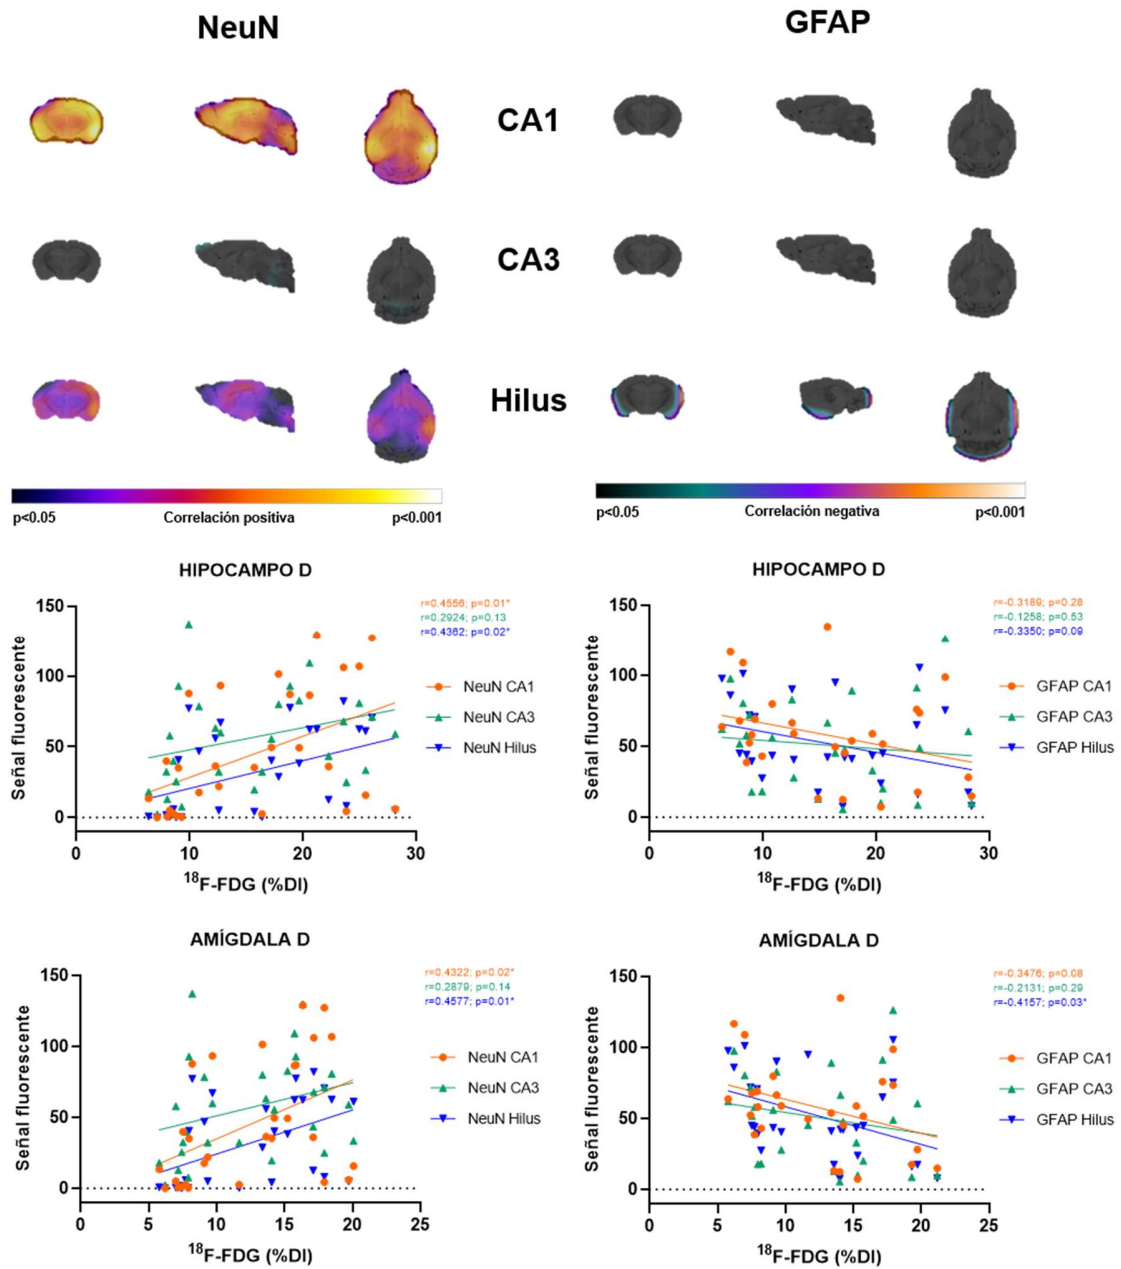 NeuN
GFAP
CA1
CA3
Hilus
p<0.05 Correlación positiva p<0.001
p<0.05 Correlación negativa p<0.001
HIPOCAMPO D
r=0.4556; p=0.01*
r=0.2924; p=0.13
r=0.4362; p=0.02*
Señal fluorescente
150
100
50
0
NeuN CA1
NeuN CA3
NeuN Hilus
0 10 20 30
18F-FDG (%DI)
HIPOCAMPO D
r=-0.3189; p=0.28
r=-0.1258; p=0.53
r=-0.3350; p=0.09
Señal fluorescente
150
100
50
0
GFAP CA1
GFAP CA3
GFAP Hilus
0 10 20 30
18F-FDG (%DI)
AMÍGDALA D
r=0.4322; p=0.02*
r=0.2879; p=0.14
r=0.4577; p=0.01*
Señal fluorescente
150
100
50
0
NeuN CA1
NeuN CA3
NeuN Hilus
0 5 10 15 20 25
18F-FDG (%DI)
AMÍGDALA D
r=-0.3476; p=0.08
r=-0.2131; p=0.29
r=-0.4157; p=0.03*
Señal fluorescente
150
100
50
0
GFAP CA1
GFAP CA3
GFAP Hilus
0 5 10 15 20 25
18F-FDG (%DI)